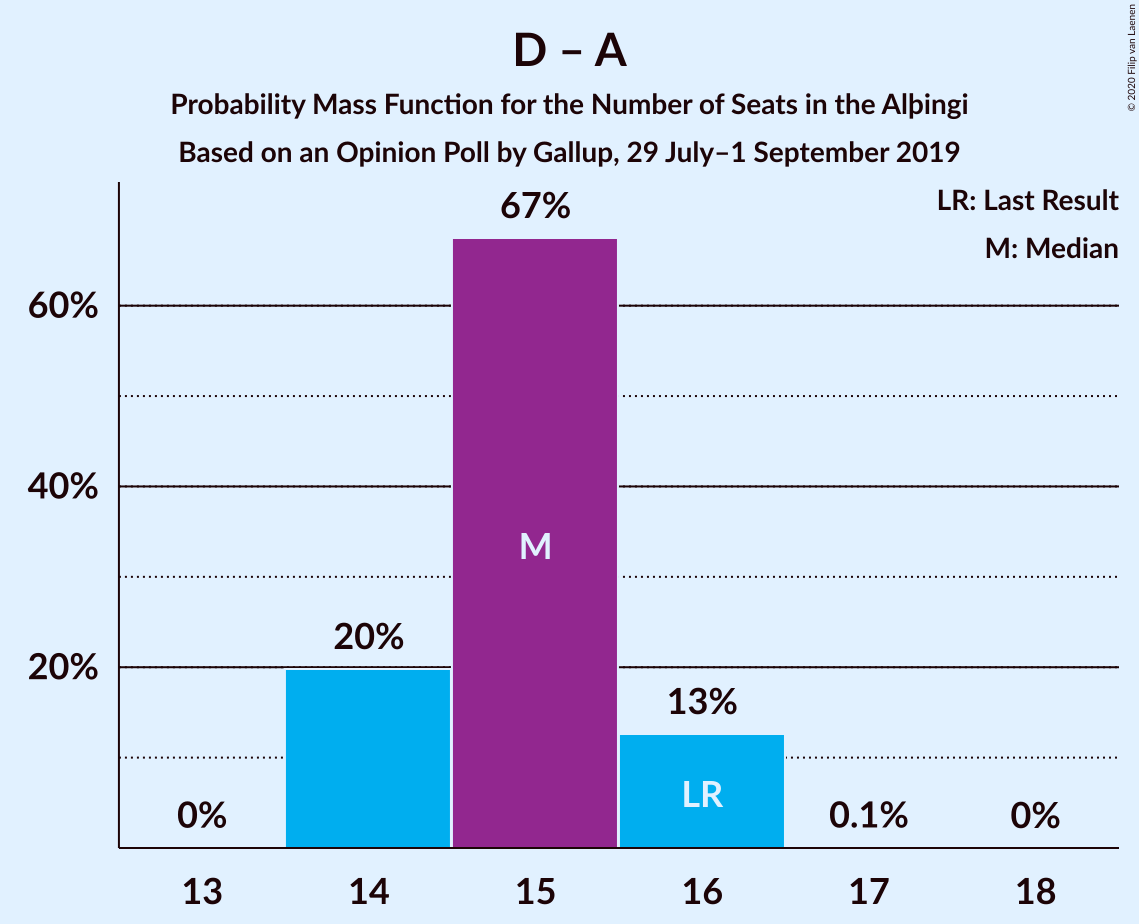 D – A
Probability Mass Function for the Number of Seats in the Alþingi
Based on an Opinion Poll by Gallup, 29 July–1 September 2019
© 2020 Filip van Laenen
LR: Last Result
M: Median
67%
60%
40%
M
20%
20%
13%
LR
0%
0.1%
0%
13
14
15
16
17
18